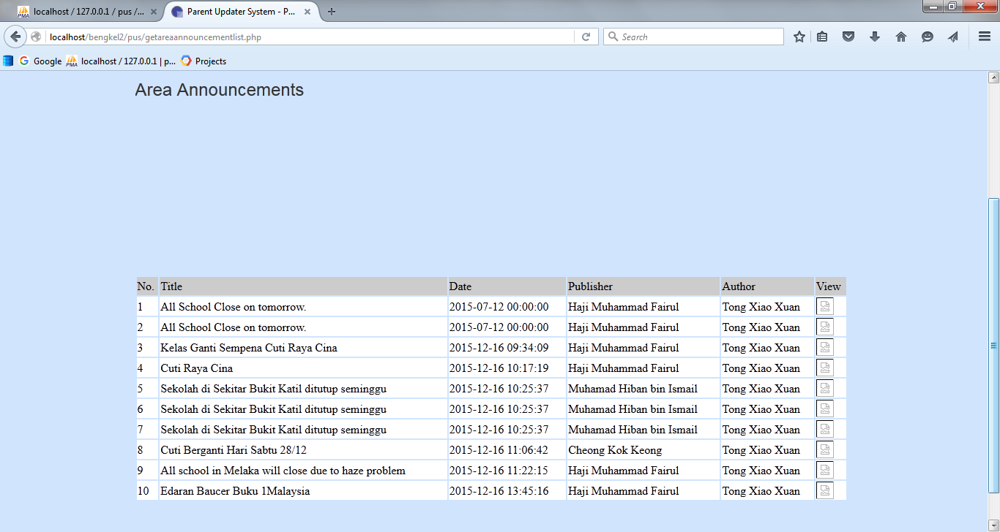 localhost / 127.0.0.1 / pus /...
Parent Updater System - P...
localhost/bengkel2/pus/getareaannouncementlist.php
Search
Google
PMA
localhost / 127.0.0.1 | p...
Projects
Area Announcements
No. Title Date Publisher Author View
1 All School Close on tomorrow. 2015-07-12 00:00:00 Haji Muhammad Fairul Tong Xiao Xuan
2 All School Close on tomorrow. 2015-07-12 00:00:00 Haji Muhammad Fairul Tong Xiao Xuan
3 Kelas Ganti Sempena Cuti Raya Cina 2015-12-16 09:34:09 Haji Muhammad Fairul Tong Xiao Xuan
4 Cuti Raya Cina 2015-12-16 10:17:19 Haji Muhammad Fairul Tong Xiao Xuan
5 Sekolah di Sekitar Bukit Katil ditutup seminggu 2015-12-16 10:25:37 Muhamad Hiban bin Ismail Tong Xiao Xuan
6 Sekolah di Sekitar Bukit Katil ditutup seminggu 2015-12-16 10:25:37 Muhamad Hiban bin Ismail Tong Xiao Xuan
7 Sekolah di Sekitar Bukit Katil ditutup seminggu 2015-12-16 10:25:37 Muhamad Hiban bin Ismail Tong Xiao Xuan
8 Cuti Berganti Hari Sabtu 28/12 2015-12-16 11:06:42 Cheong Kok Keong Tong Xiao Xuan
9 All school in Melaka will close due to haze problem 2015-12-16 11:22:15 Haji Muhammad Fairul Tong Xiao Xuan
10 Edaran Baucer Buku 1Malaysia 2015-12-16 13:45:16 Haji Muhammad Fairul Tong Xiao Xuan